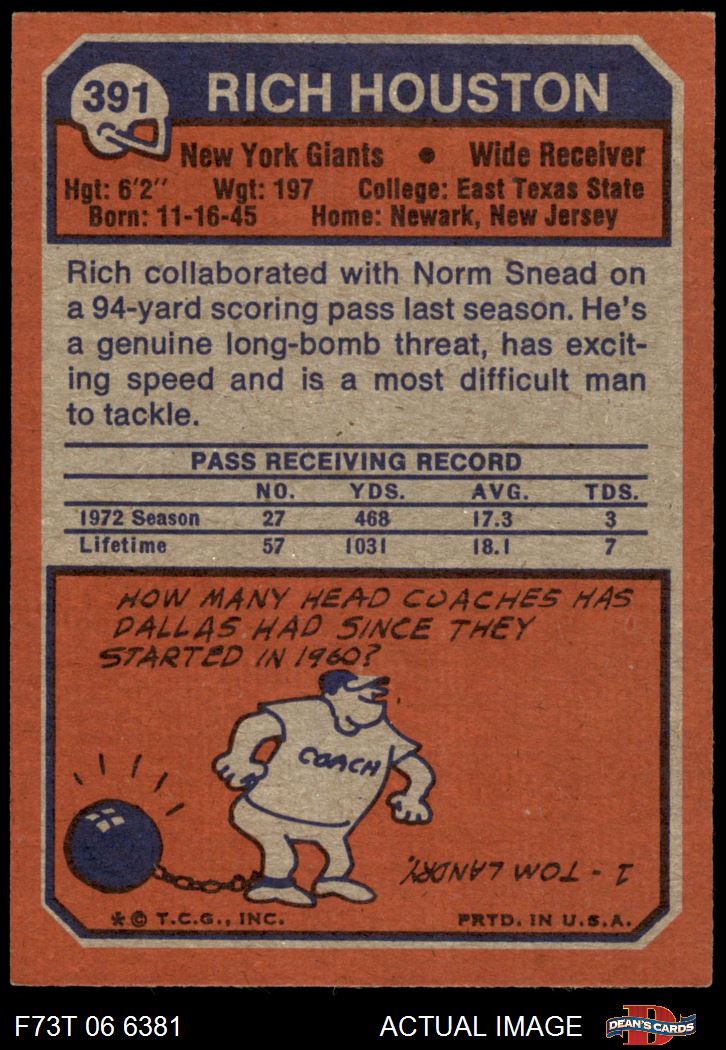 391
RICH HOUSTON
New York Giants • Wide Receiver
Hgt: 6'2" Wgt: 197 College: East Texas State
Born: 11-16-45 Home: Newark, New Jersey
Rich collaborated with Norm Snead on
a 94-yard scoring pass last season. He's
a genuine long-bomb threat, has excit-
ing speed and is a most difficult man
to tackle.
PASS RECEIVING RECORD
NO. YDS. AVG. TDS.
1972 Season 27 468 17.3 3
Lifetime 57 1031 18.1 7
HOW MANY HEAD COACHES HAS
DALLAS HAD SINCE THEY
STARTED IN 1960?
COACH
1 - TOM LANDRY.
* © T.C.G., INC. PRTD. IN U.S.A.
F73T 06 6381 ACTUAL IMAGE
D
DEAN'S CARDS